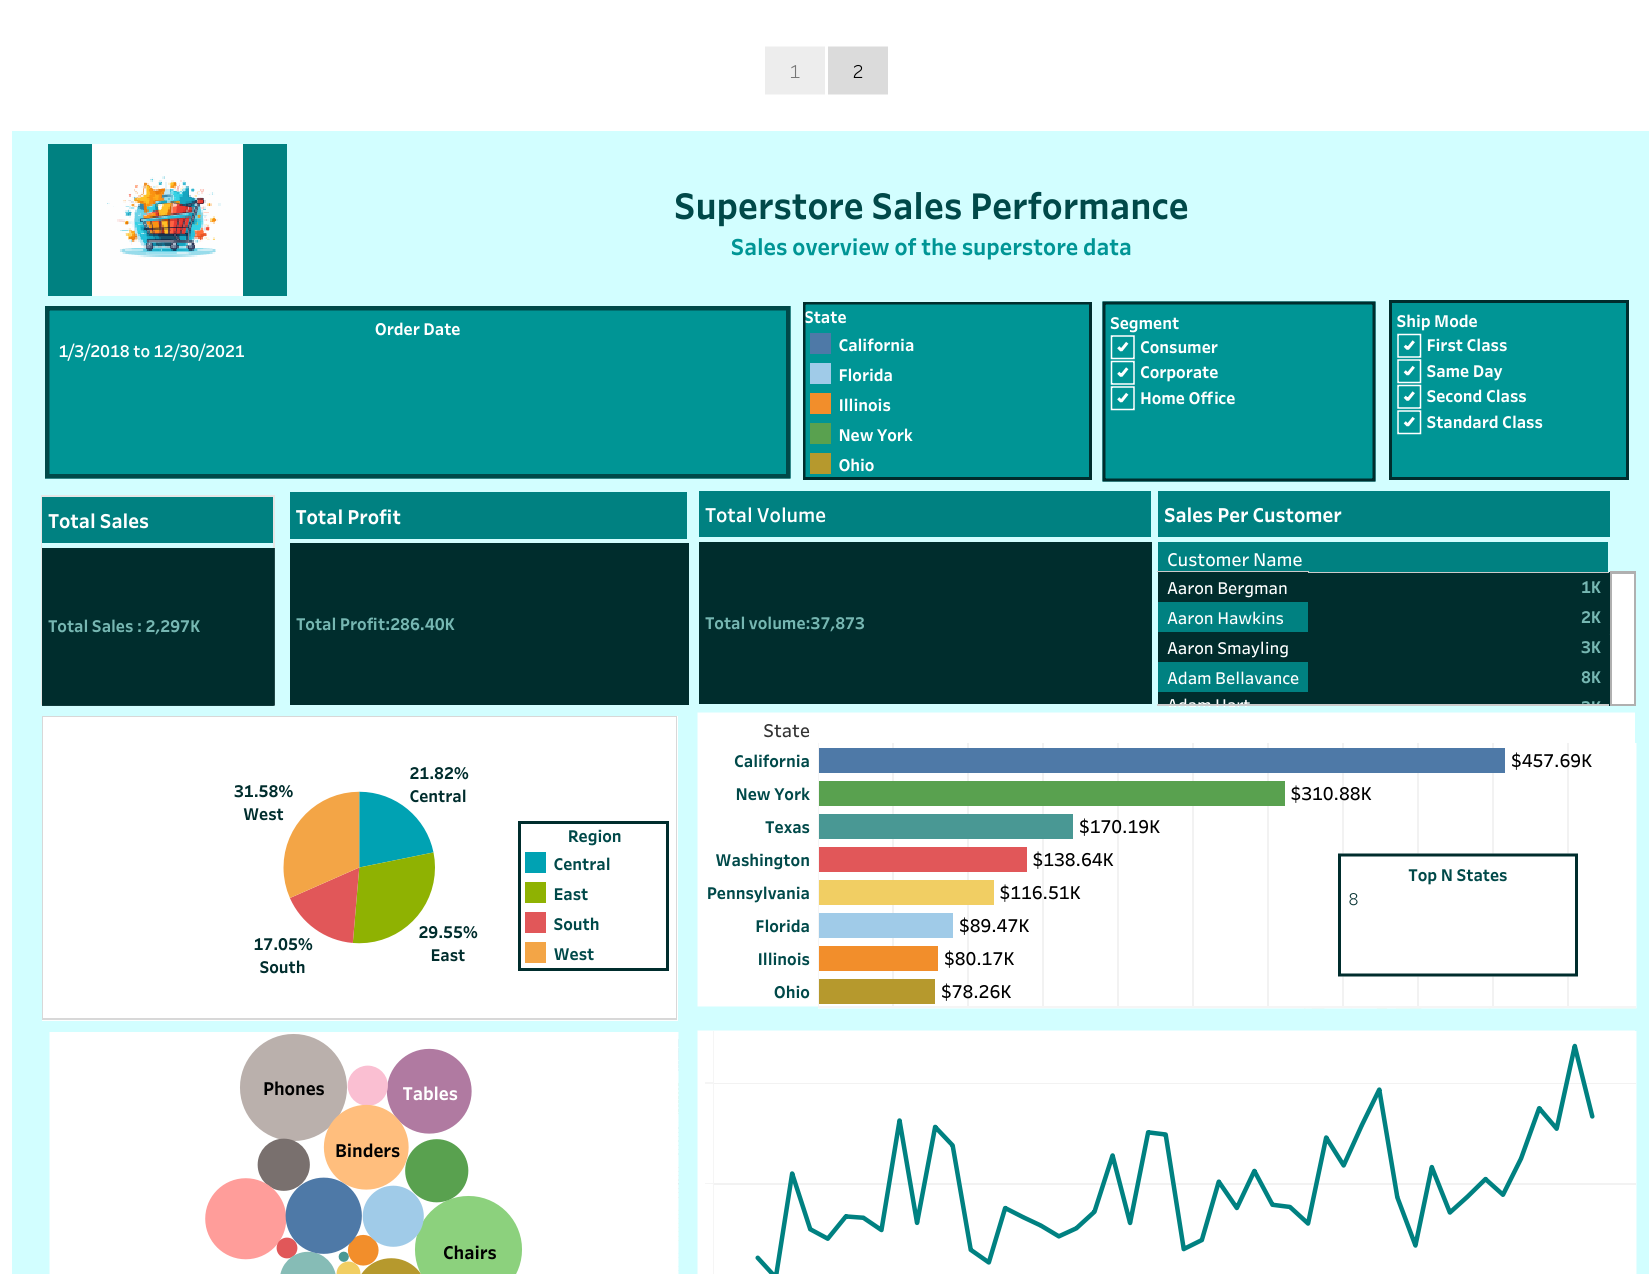 1
2
Superstore Sales Performance
Sales overview of the superstore data
Order Date
1/3/2018 to 12/30/2021
State
California
Florida
Illinois
New York
Ohio
Segment
Consumer
Corporate
Home Office
Ship Mode
First Class
Same Day
Second Class
Standard Class
Total Sales
Total Sales : 2,297K
Total Profit
Total Profit:286.40K
Total Volume
Total volume:37,873
Sales Per Customer
Customer Name
Aaron Bergman 1K
Aaron Hawkins 2K
Aaron Smayling 3K
Adam Bellavance 8K
21.82%
Central
31.58%
West
29.55%
East
17.05%
South
Region
Central
East
South
West
State
California $457.69K
New York $310.88K
Texas $170.19K
Washington $138.64K
Pennsylvania $116.51K
Florida $89.47K
Illinois $80.17K
Ohio $78.26K
Top N States
8
Phones
Tables
Binders
Chairs